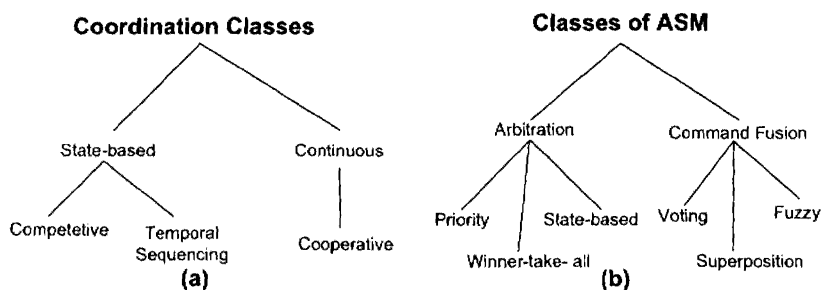 Coordination Classes
State-based
Continuous
Competetive
Temporal
Sequencing
Cooperative
(a)
Classes of ASM
Arbitration
Command Fusion
Priority
State-based
Voting
Fuzzy
Winner-take- all
Superposition
(b)